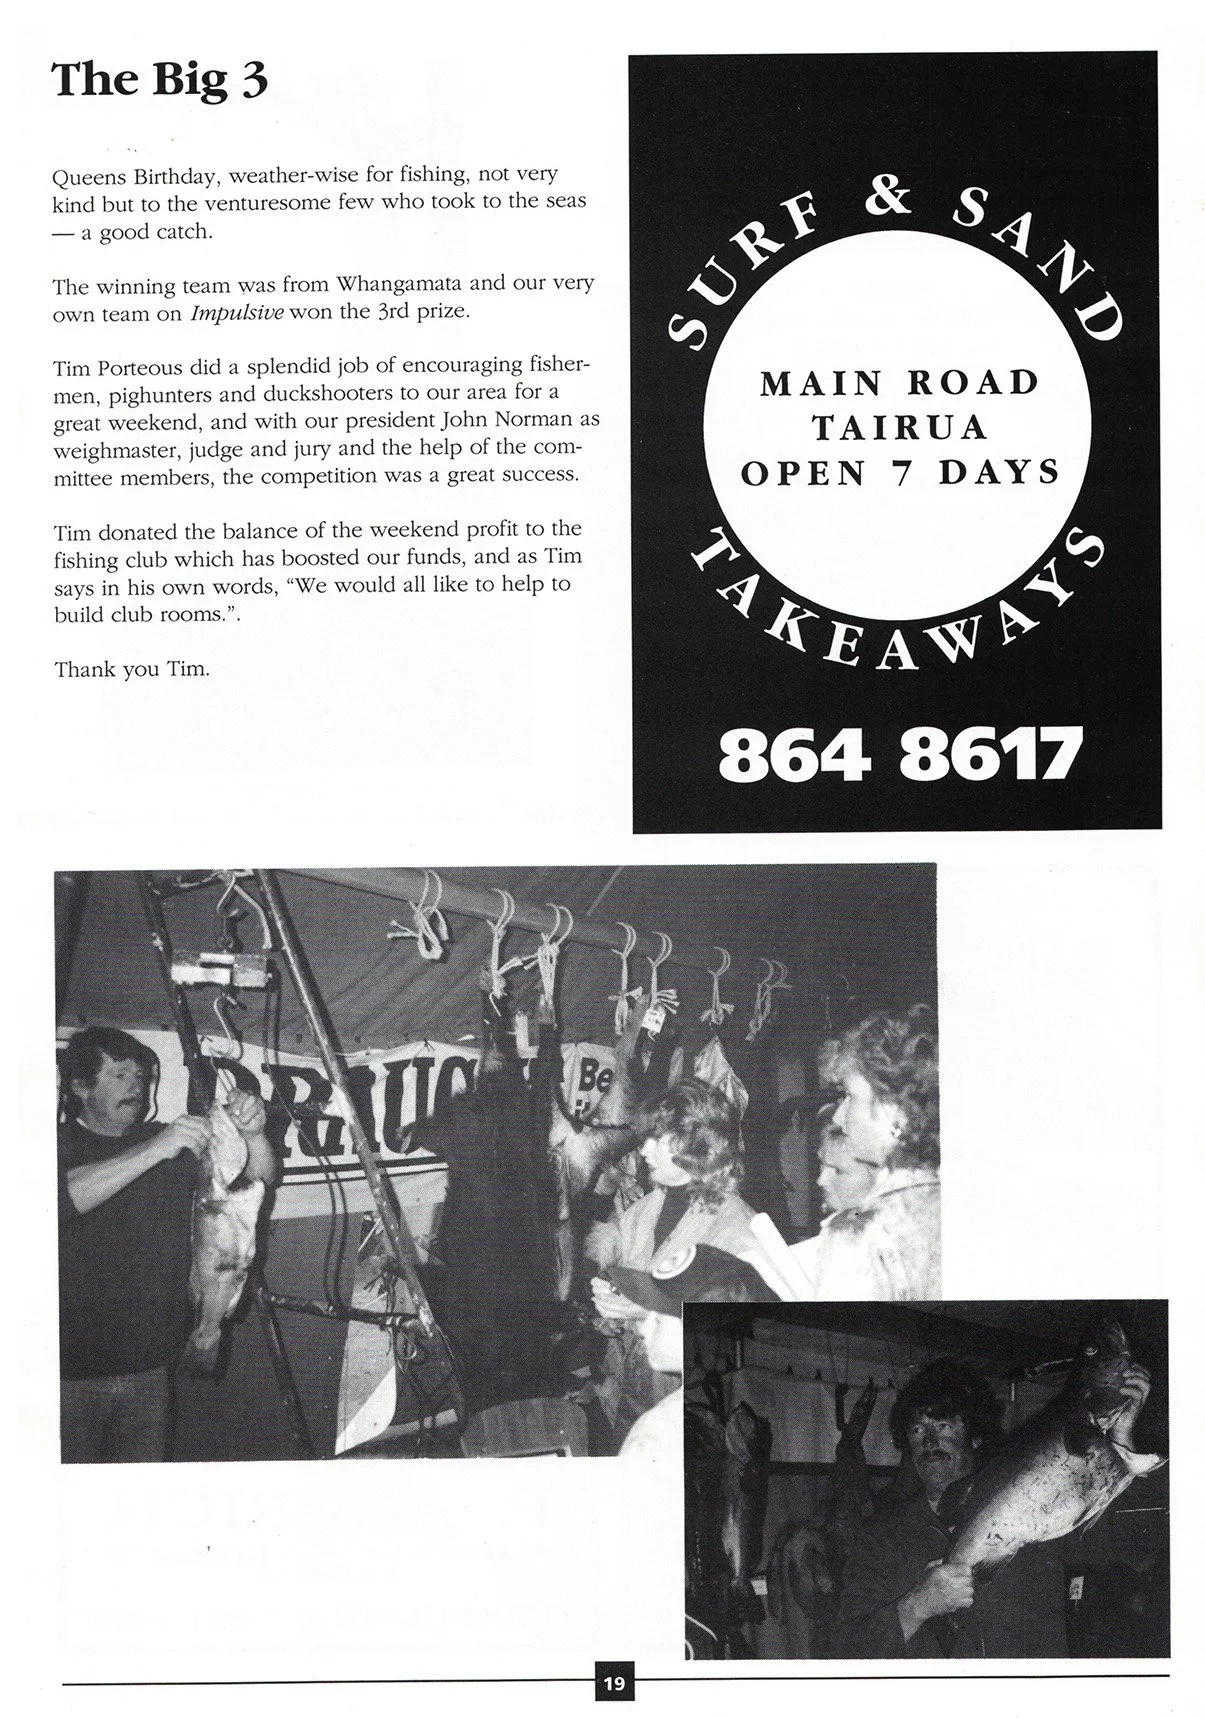 The Big 3
Queens Birthday, weather-wise for fishing, not very
kind but to the venturesome few who took to the seas
— a good catch.
The winning team was from Whangamata and our very
own team on Impulsive won the 3rd prize.
Tim Porteous did a splendid job of encouraging fisher-
men, pighunters and duckshooters to our area for a
great weekend, and with our president John Norman as
weighmaster, judge and jury and the help of the com-
mittee members, the competition was a great success.
Tim donated the balance of the weekend profit to the
fishing club which has boosted our funds, and as Tim
says in his own words, “We would all like to help to
build club rooms.”.
Thank you Tim.
SURF & SAND
MAIN ROAD
TAIRUA
OPEN 7 DAYS
TAKEAWAYS
864 8617
DRAUG
Be
19